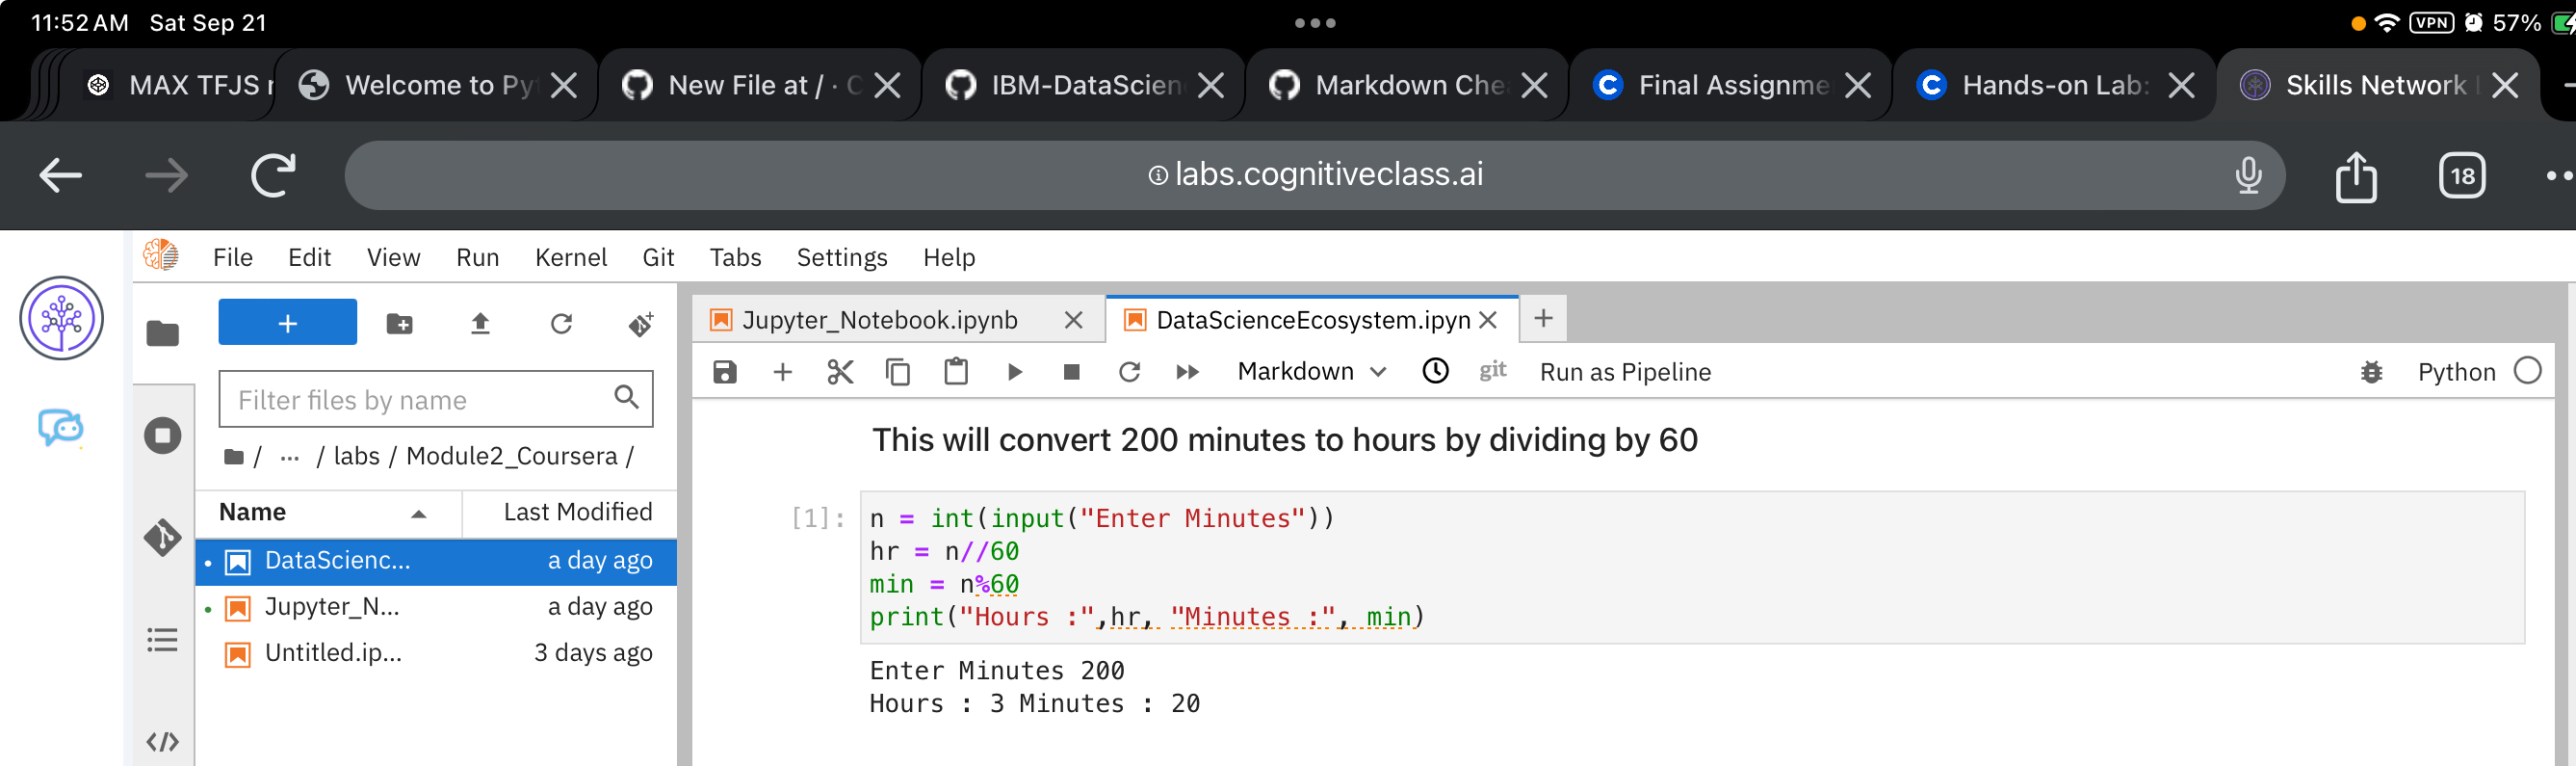 11:52 AM Sat Sep 21
VPN 57%
MAX TFJS
Welcome to Py
New File at / · C
IBM-DataScien
Markdown Che
Final Assignme
Hands-on Lab:
Skills Network
labs.cognitiveclass.ai
18
File Edit View Run Kernel Git Tabs Settings Help
Jupyter_Notebook.ipynb
DataScienceEcosystem.ipyn
Markdown
git
Run as Pipeline
Python
Filter files by name
/ ... / labs / Module2_Coursera /
Name Last Modified
DataScienc... a day ago
Jupyter_N... a day ago
Untitled.ip... 3 days ago
This will convert 200 minutes to hours by dividing by 60
[1]: n = int(input("Enter Minutes"))
hr = n//60
min = n%60
print("Hours :",hr, "Minutes :", min)
Enter Minutes 200
Hours : 3 Minutes : 20